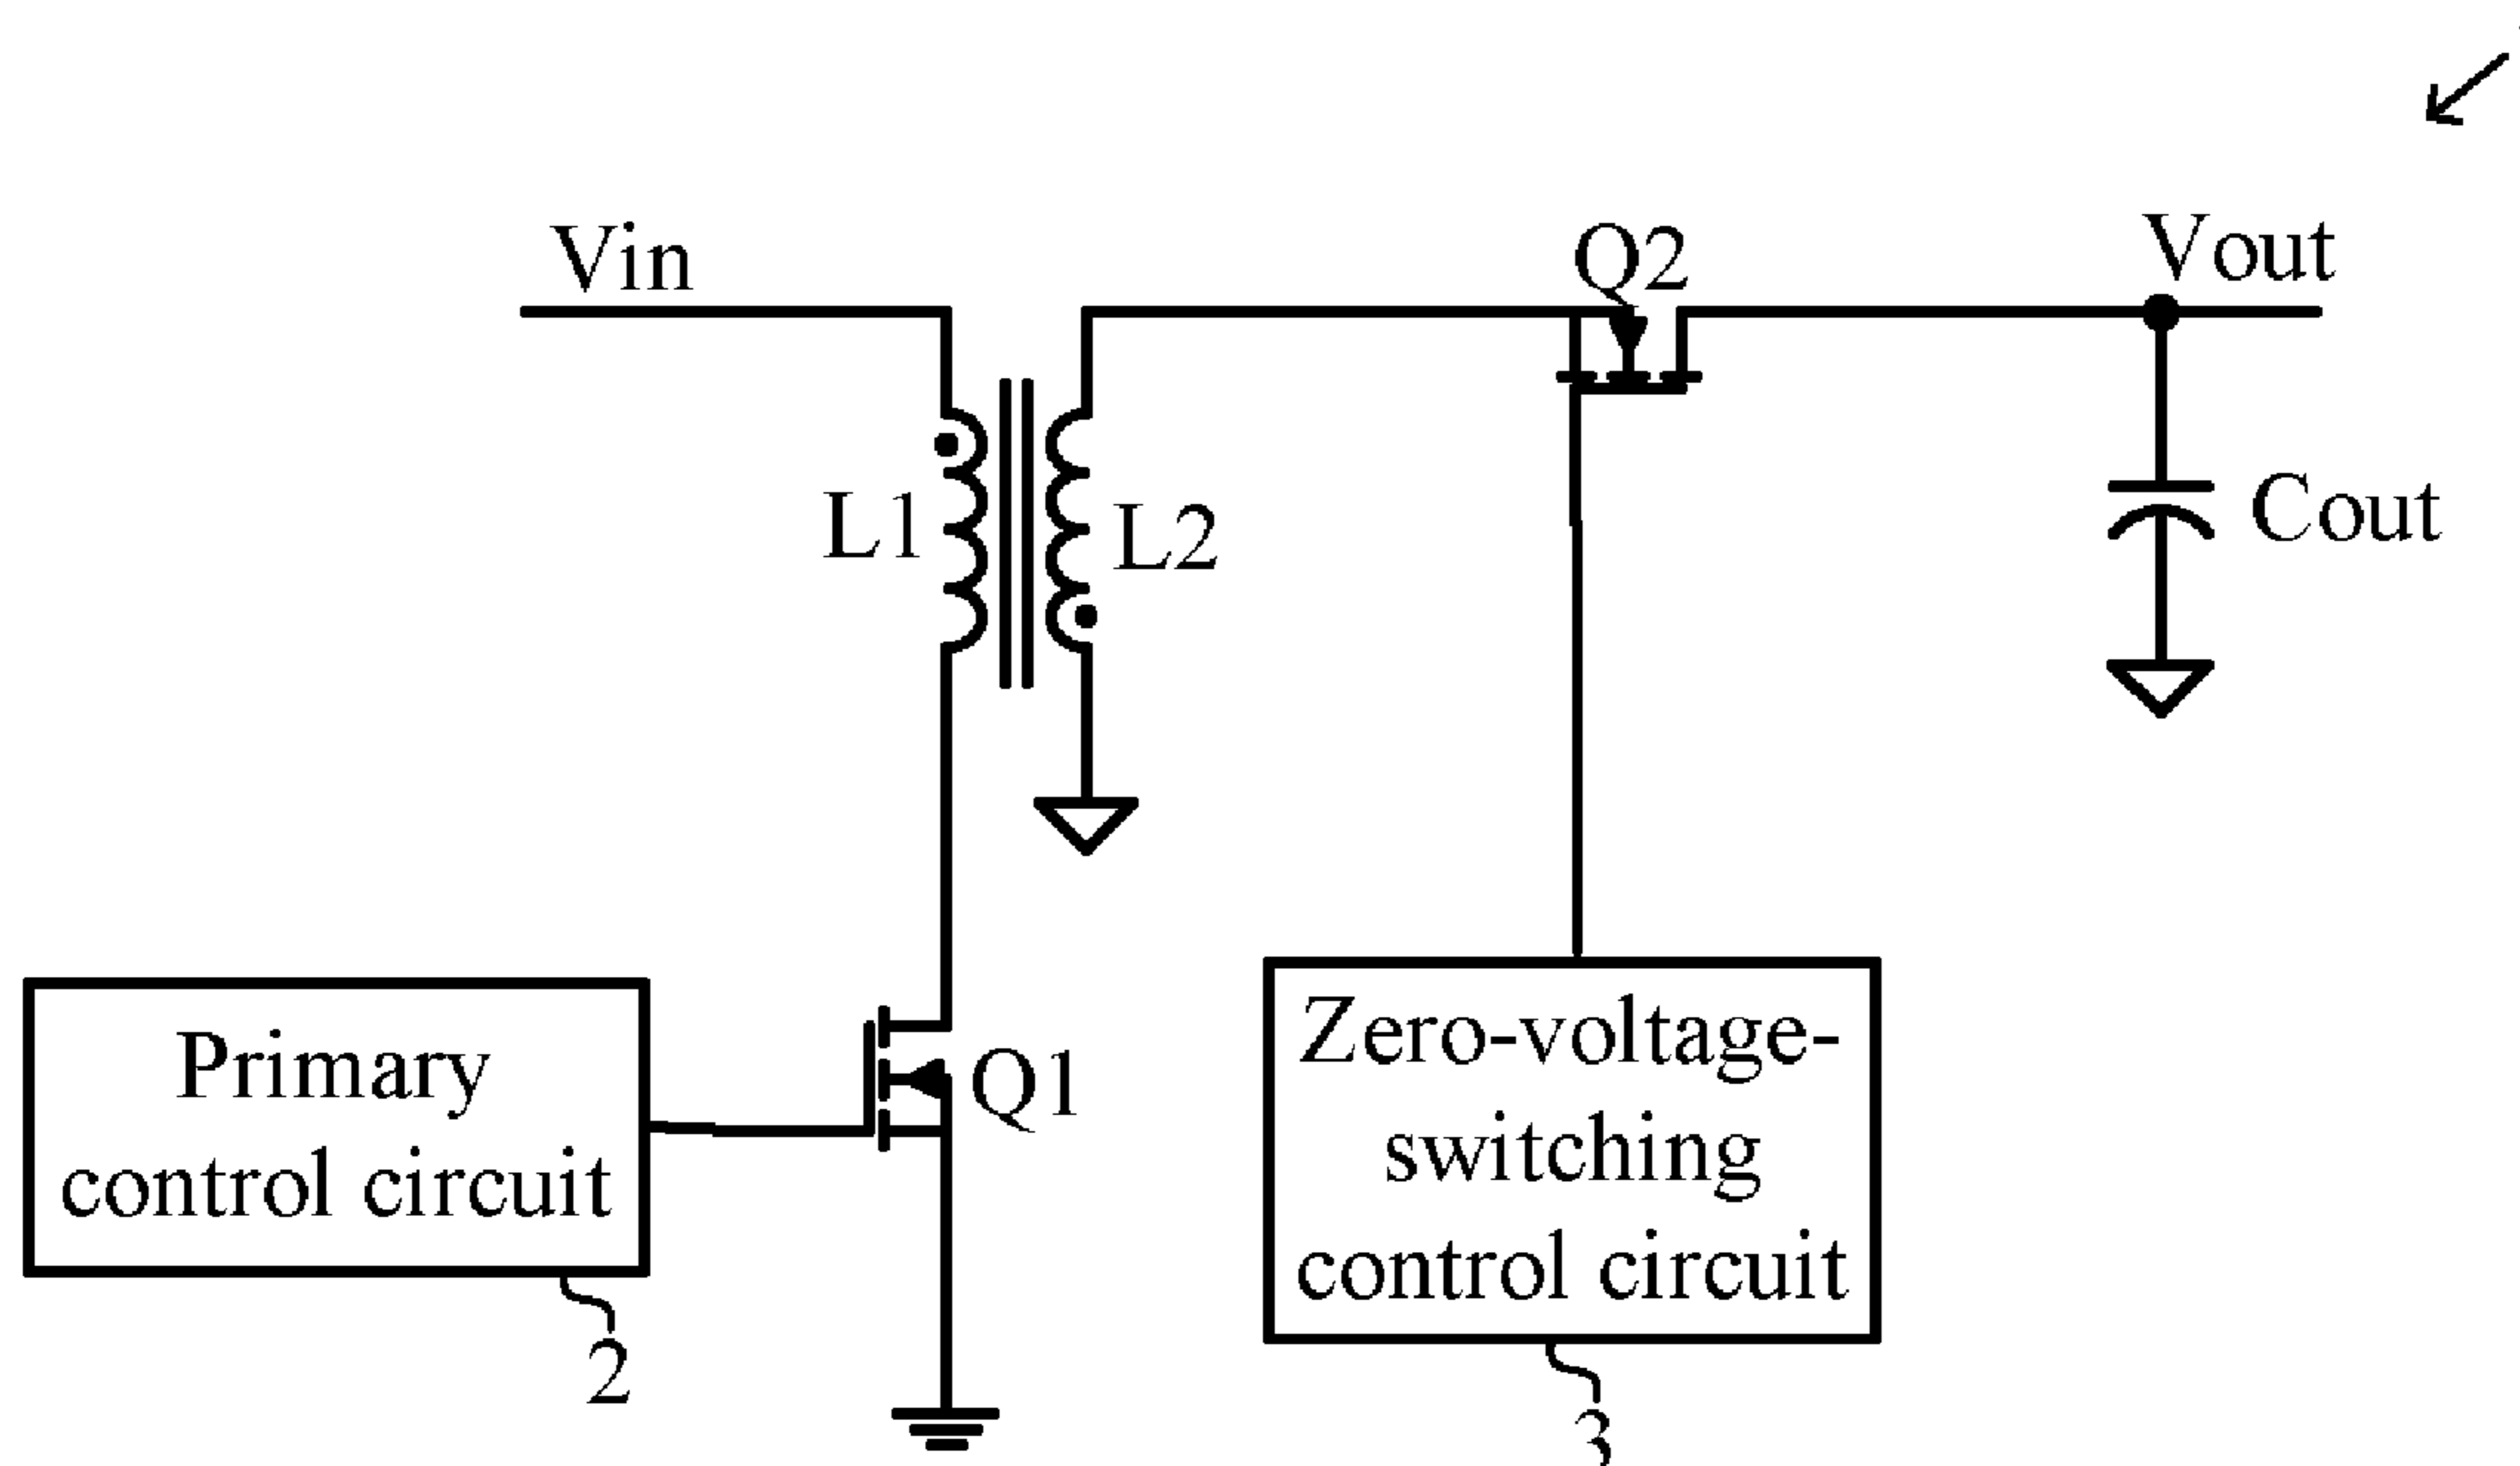 Vin
Q2
Vout
L1
L2
Cout
Primary
control circuit
Q1
Zero-voltage-
switching
control circuit
2
3